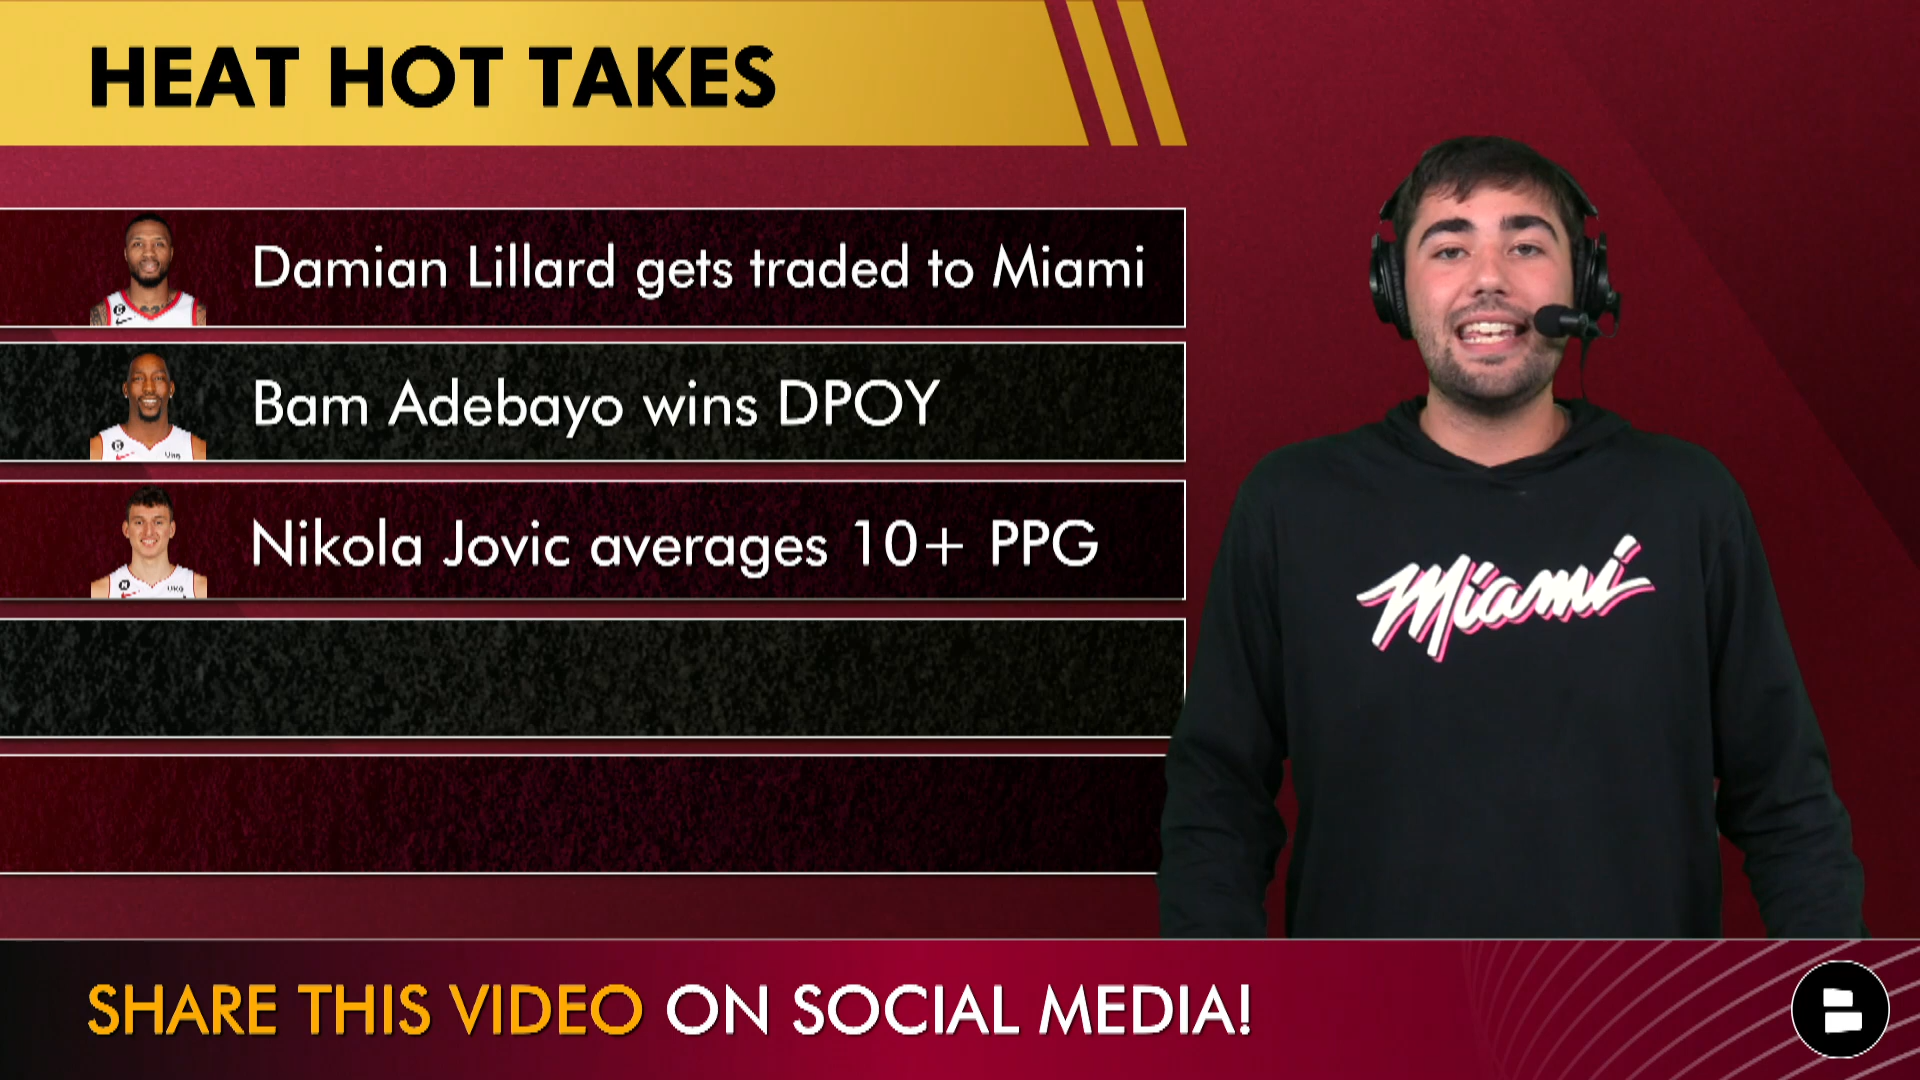 HEAT HOT TAKES
Damian Lillard gets traded to Miami
Bam Adebayo wins DPOY
Nikola Jovic averages 10+ PPG
Miami
SHARE THIS VIDEO ON SOCIAL MEDIA!